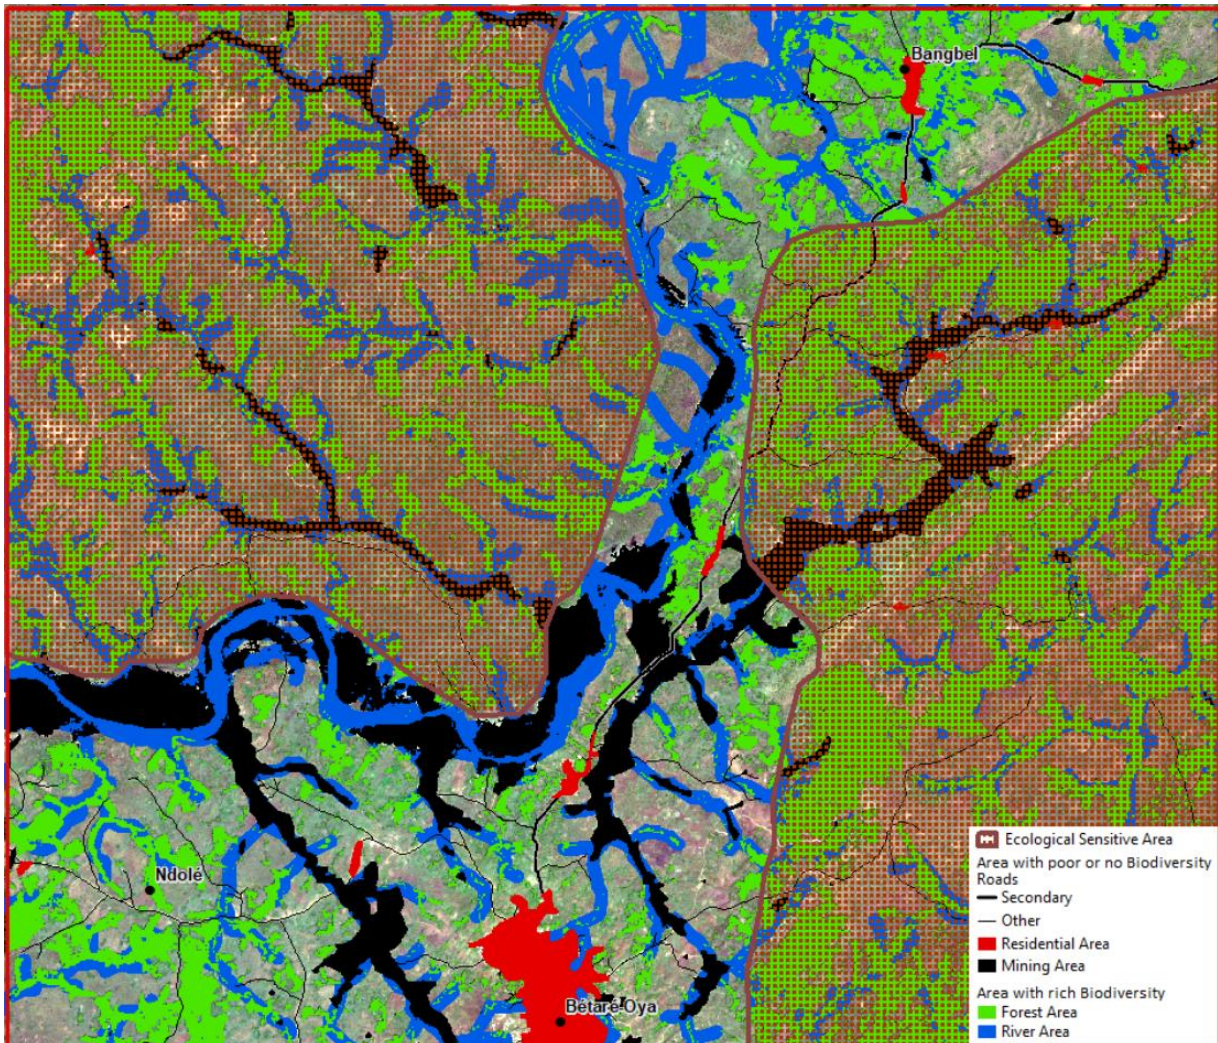 Bangbel
Ndolé
Bétaré-Oya
Ecological Sensitive Area
Area with poor or no Biodiversity
Roads
Secondary
Other
Residential Area
Mining Area
Area with rich Biodiversity
Forest Area
River Area